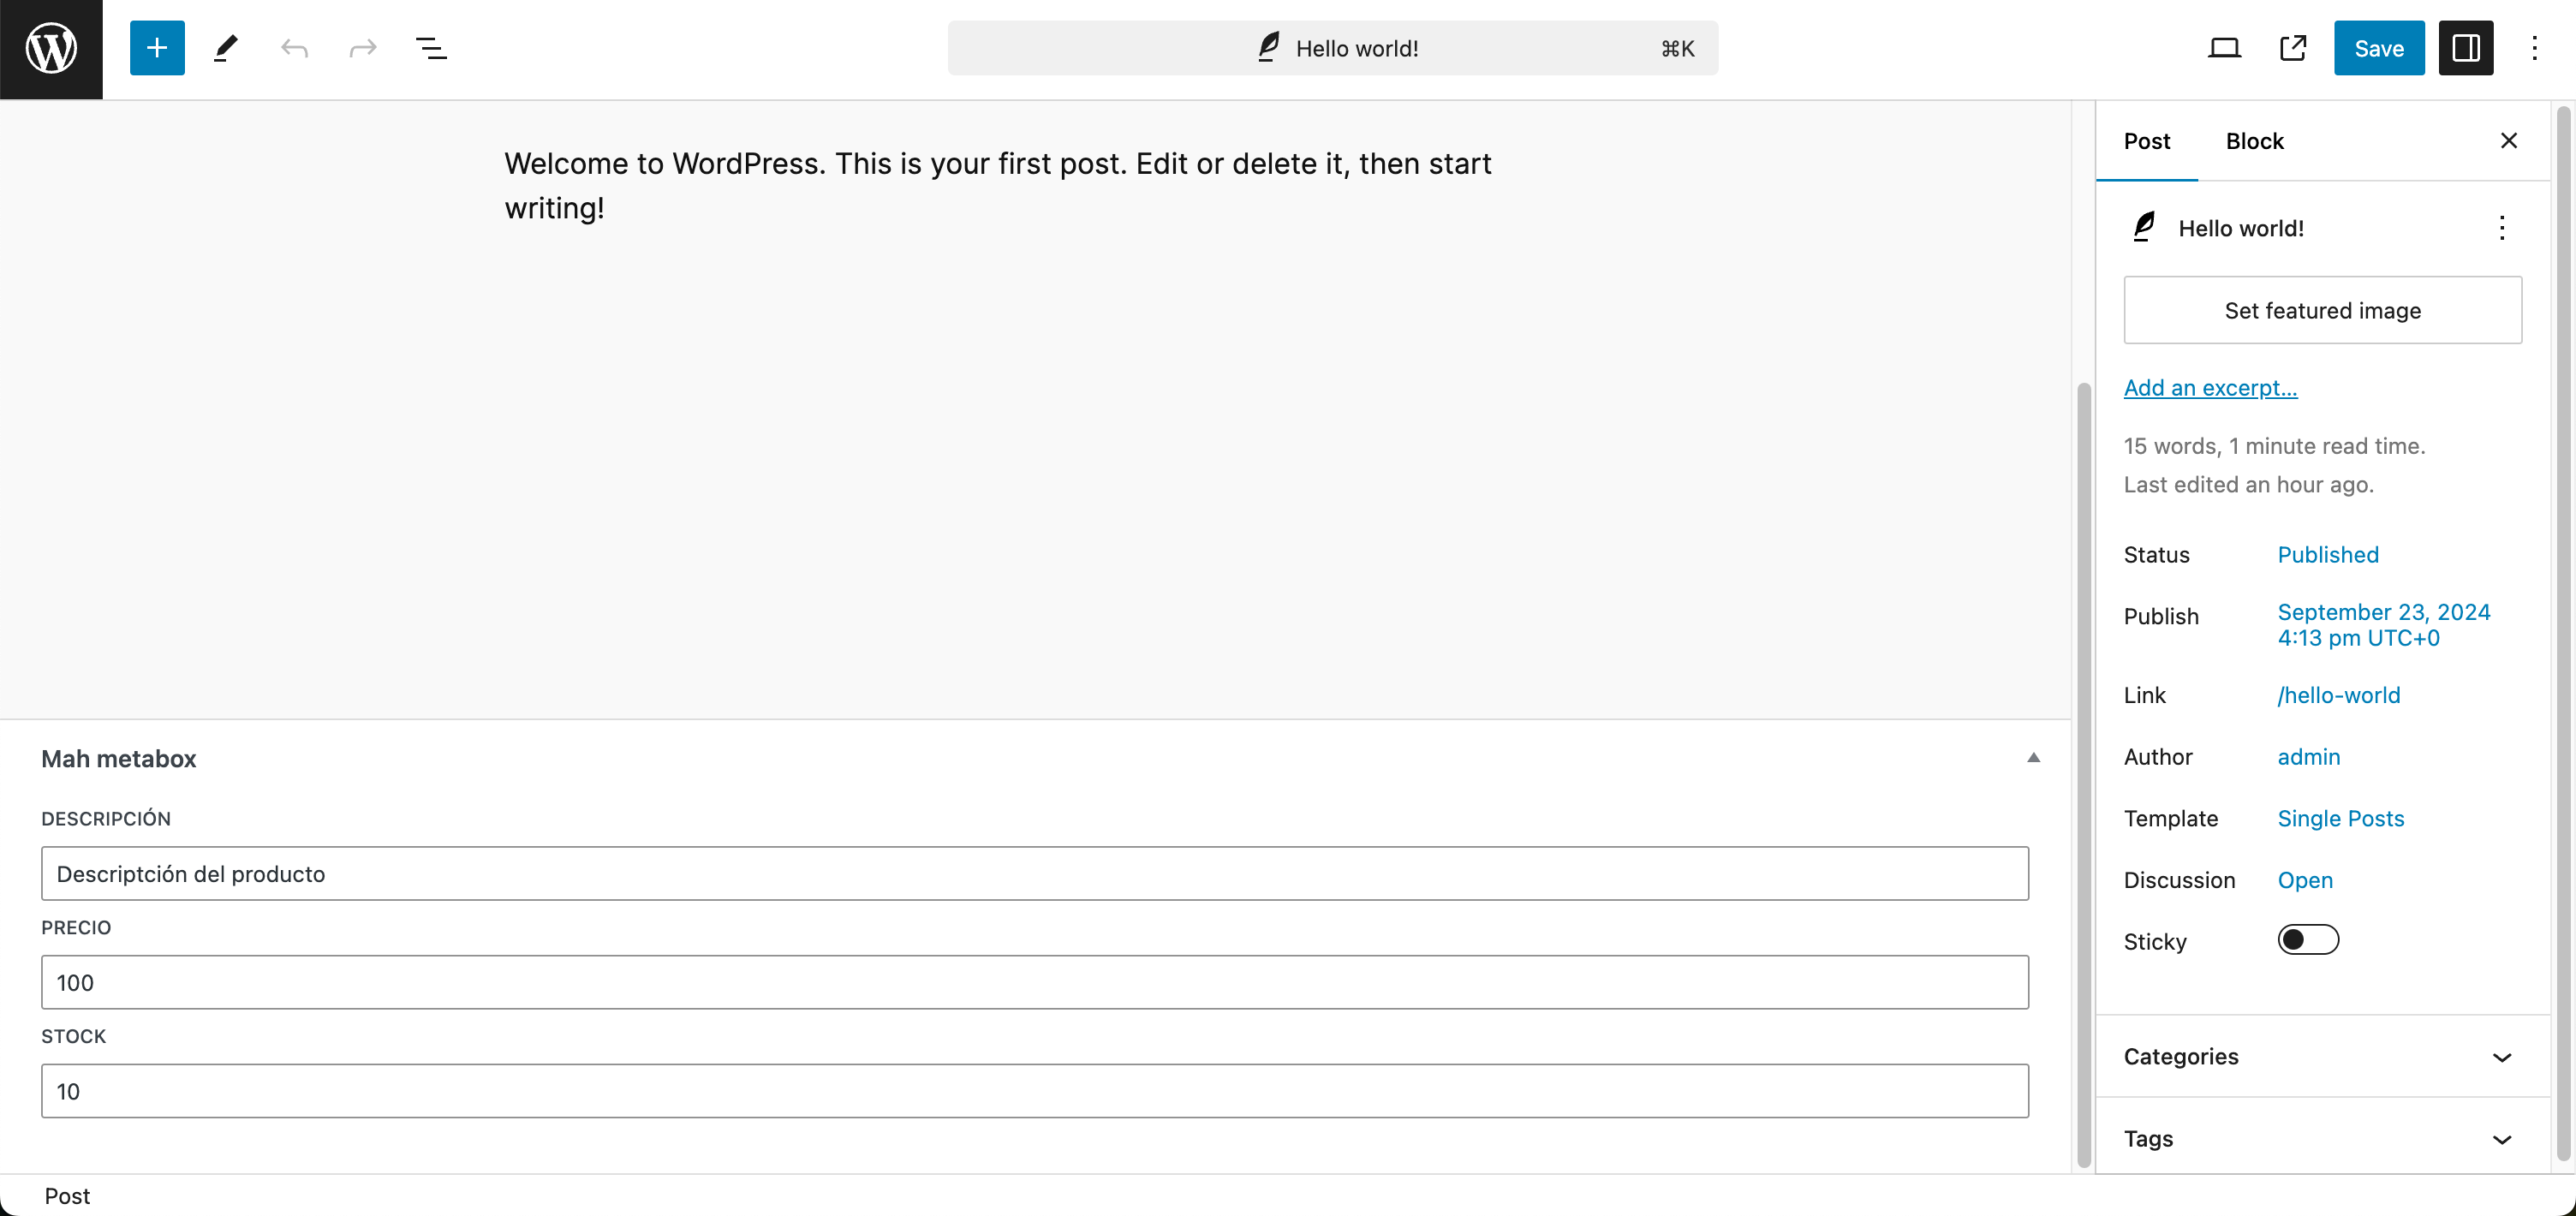 Hello world!
⌘K
Save
Welcome to WordPress. This is your first post. Edit or delete it, then start
writing!
Mah metabox
DESCRIPCIÓN
Descriptción del producto
PRECIO
100
STOCK
10
Post
Post Block
Hello world!
Set featured image
Add an excerpt...
15 words, 1 minute read time.
Last edited an hour ago.
Status Published
Publish September 23, 2024
4:13 pm UTC+0
Link /hello-world
Author admin
Template Single Posts
Discussion Open
Sticky
Categories
Tags